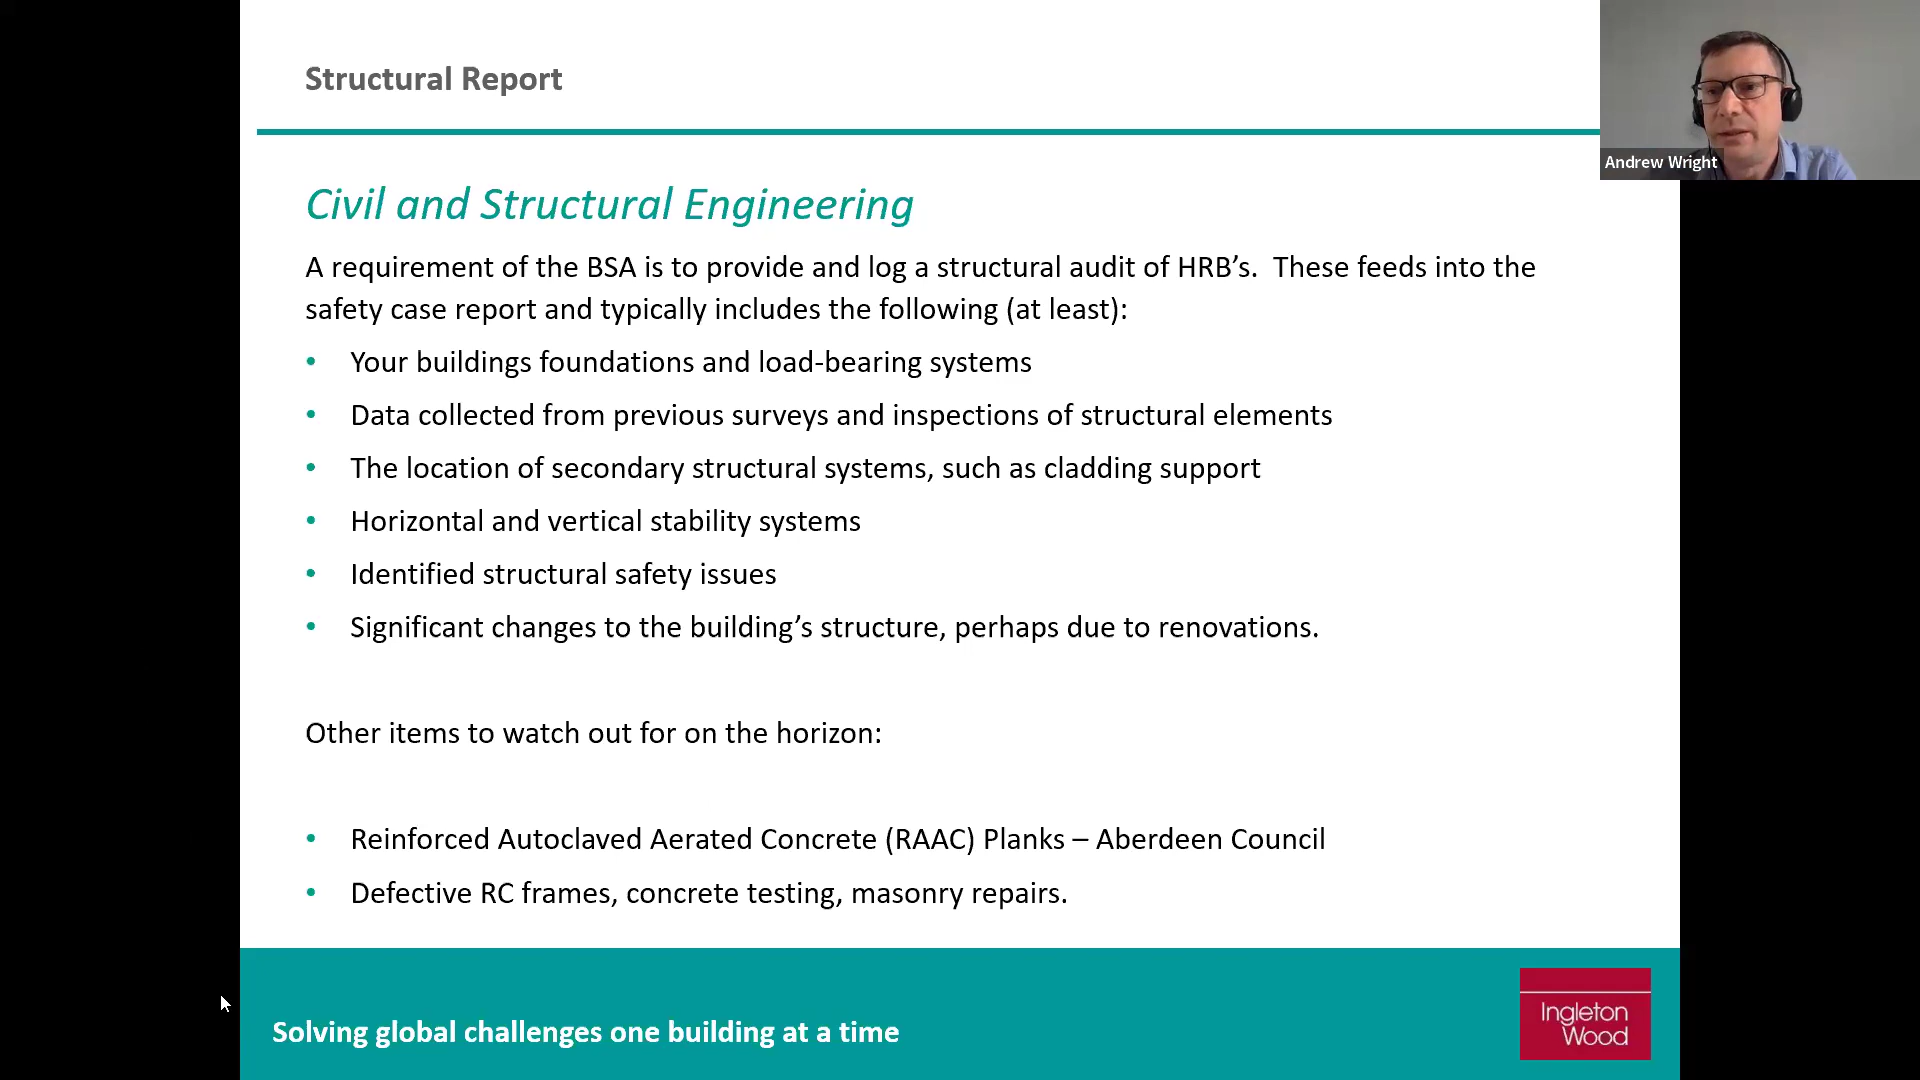 Structural Report
Andrew Wright
Civil and Structural Engineering
A requirement of the BSA is to provide and log a structural audit of HRB’s.  These feeds into the
safety case report and typically includes the following (at least):
• Your buildings foundations and load-bearing systems
• Data collected from previous surveys and inspections of structural elements
• The location of secondary structural systems, such as cladding support
• Horizontal and vertical stability systems
• Identified structural safety issues
• Significant changes to the building’s structure, perhaps due to renovations.
Other items to watch out for on the horizon:
• Reinforced Autoclaved Aerated Concrete (RAAC) Planks – Aberdeen Council
• Defective RC frames, concrete testing, masonry repairs.
Solving global challenges one building at a time
Ingleton
Wood